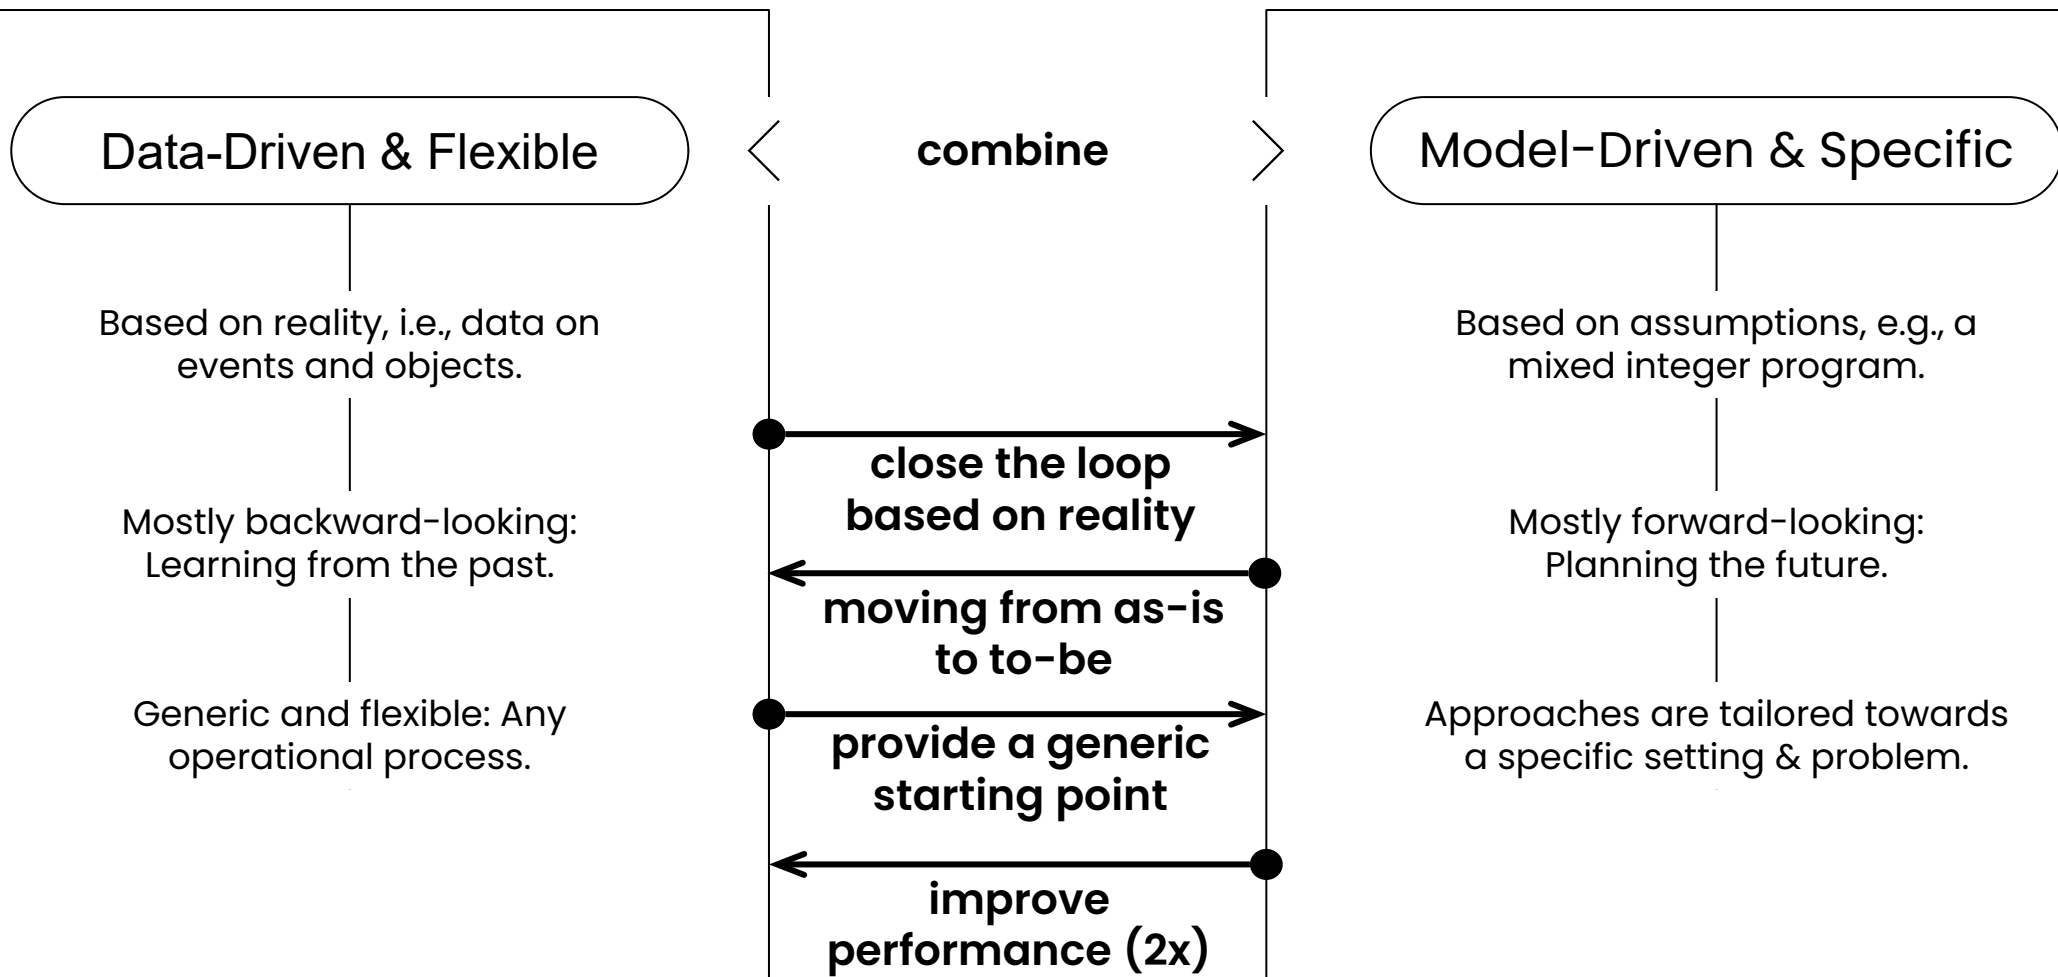 Data-Driven & Flexible
combine
Model-Driven & Specific
Based on reality, i.e., data on
events and objects.
Based on assumptions, e.g., a
mixed integer program.
close the loop
based on reality
Mostly backward-looking:
Learning from the past.
Mostly forward-looking:
Planning the future.
moving from as-is
to to-be
Generic and flexible: Any
operational process.
provide a generic
starting point
Approaches are tailored towards
a specific setting & problem.
improve
performance (2x)